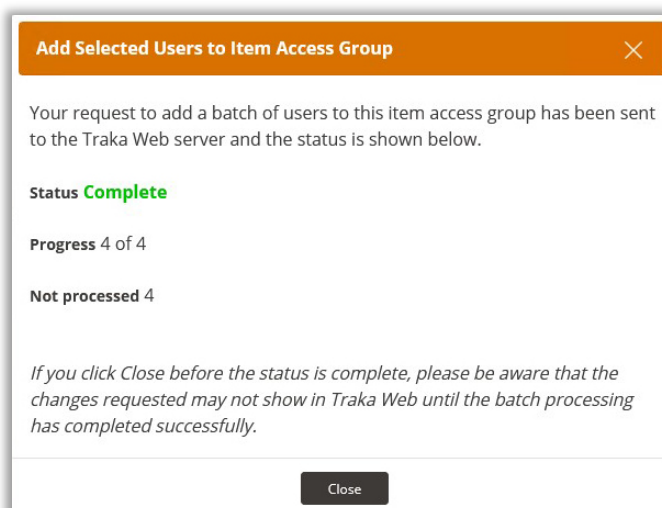 Add Selected Users to Item Access Group
Your request to add a batch of users to this item access group has been sent
to the Traka Web server and the status is shown below.
Status Complete
Progress 4 of 4
Not processed 4
If you click Close before the status is complete, please be aware that the
changes requested may not show in Traka Web until the batch processing
has completed successfully.
Close